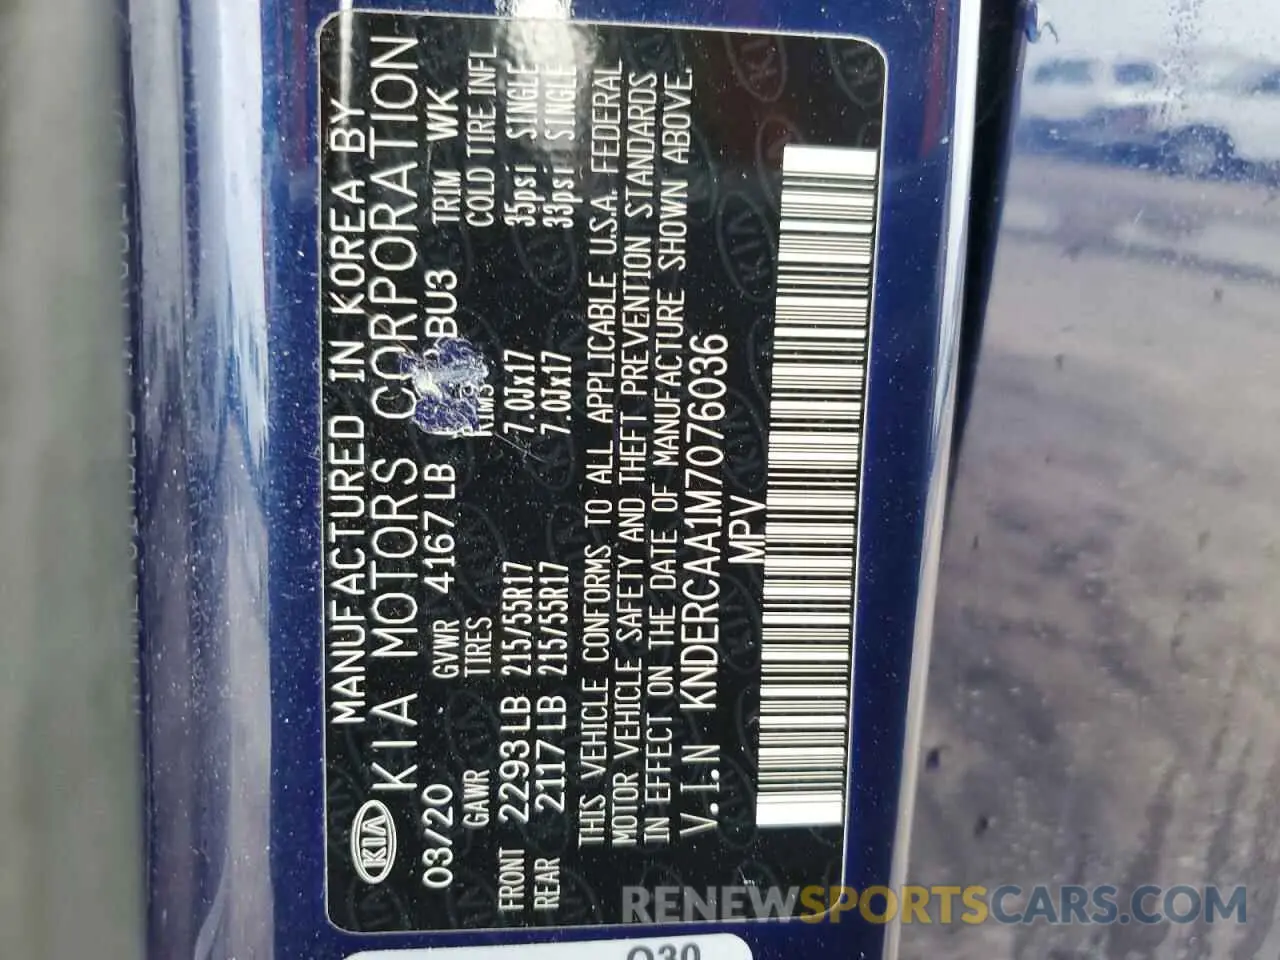 MANUFACTURED IN KOREA BY
KIA KIA MOTORS CORPORATION
03/20 GVWR 4167 LB BU3 TRIM WK
GAWR TIRES RIMS COLD TIRE INFL
FRONT 2293 LB 215/55R17 7.0Jx17 35psi SINGLE
REAR 2117 LB 215/55R17 7.0Jx17 33psi SINGLE
THIS VEHICLE CONFORMS TO ALL APPLICABLE U.S.A. FEDERAL
MOTOR VEHICLE SAFETY AND THEFT PREVENTION STANDARDS
IN EFFECT ON THE DATE OF MANUFACTURE SHOWN ABOVE.
V.I.N KNDERCAA1M7076036
MPV
RENEWSPORTSCARS.COM